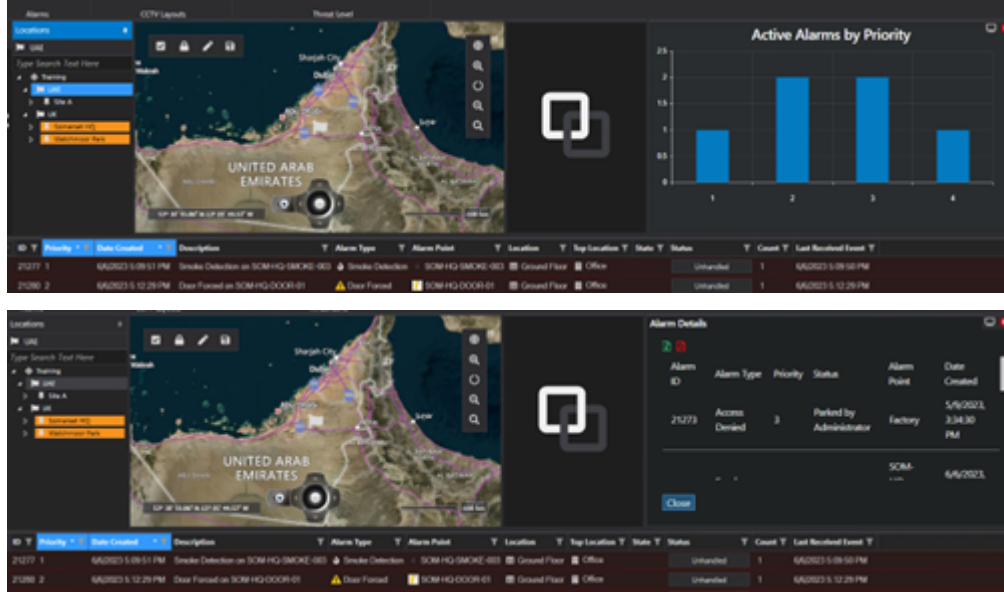 Alarms CCTV Layouts Threat Level
Locations
UAE
Type Search Text Here
Training
UAE
Site A
UK
Somerset HQ
Watchmoor Park
Sharjah City
Dubai
UNITED ARAB
EMIRATES
Active Alarms by Priority
2.5
2
1.5
1
0.5
0
1 2 3 4
ID Priority Date Created Description Alarm Type Alarm Point Location Top Location State Status Count Last Received Event
21277 1 6/6/2023 5:09:51 PM Smoke Detection on SOM-HQ-SMOKE-003 Smoke Detection SOM-HQ-SMOKE-003 Ground Floor Office Unhandled 1 6/6/2023 5:09:50 PM
21280 2 6/6/2023 5:12:29 PM Door Forced on SOM-HQ-DOOR-01 Door Forced SOM-HQ-DOOR-01 Ground Floor Office Unhandled 1 6/6/2023 5:12:29 PM
Locations
UAE
Type Search Text Here
Training
UAE
Site A
UK
Somerset HQ
Watchmoor Park
Sharjah City
UNITED ARAB
EMIRATES
Alarm Details
Alarm ID Alarm Type Priority Status Alarm Point Date Created
21273 Access Denied 3 Parked by Administrator Factory 5/9/2023, 3:34:30 PM
SOM- 6/6/2023,
Close
ID Priority Date Created Description Alarm Type Alarm Point Location Top Location State Status Count Last Received Event
21277 1 6/6/2023 5:09:51 PM Smoke Detection on SOM-HQ-SMOKE-003 Smoke Detection SOM-HQ-SMOKE-003 Ground Floor Office Unhandled 1 6/6/2023 5:09:50 PM
21280 2 6/6/2023 5:12:29 PM Door Forced on SOM-HQ-DOOR-01 Door Forced SOM-HQ-DOOR-01 Ground Floor Office Unhandled 1 6/6/2023 5:12:29 PM